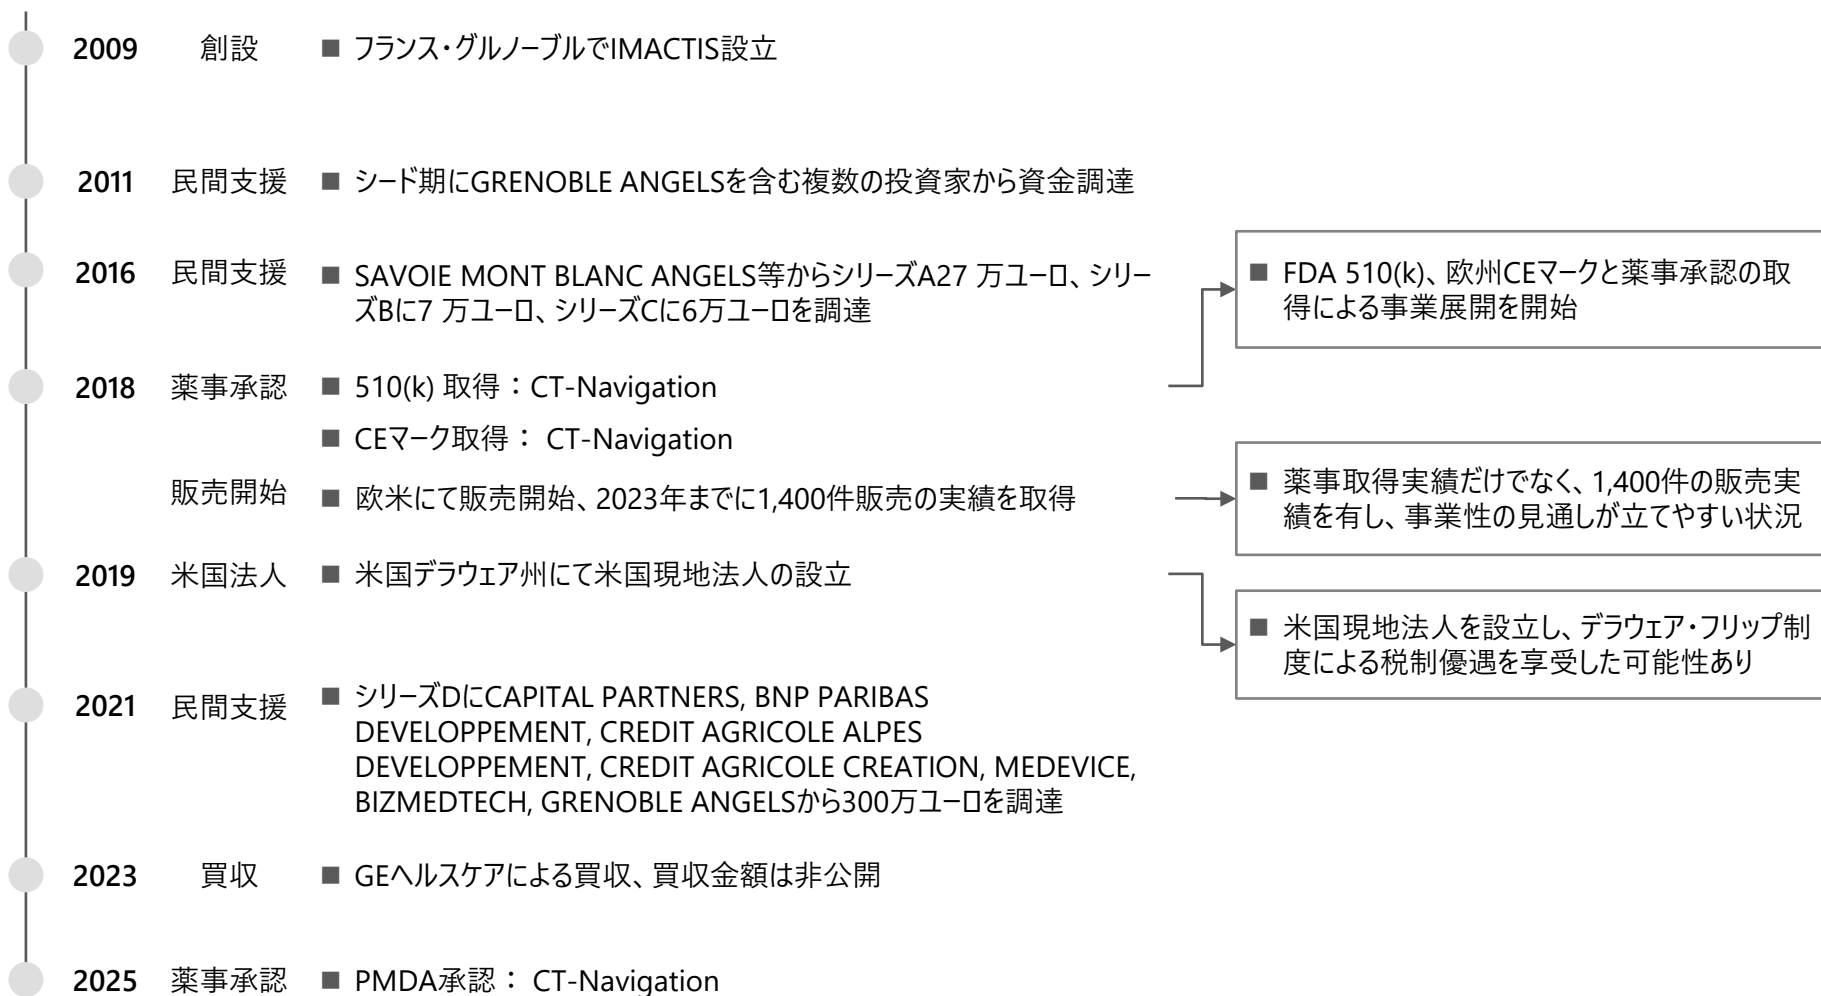 2009 創設 ■ フランス・グルノーブルでIMACTIS設立
2011 民間支援 ■ シード期にGRENOBLE ANGELSを含む複数の投資家から資金調達
2016 民間支援 ■ SAVOIE MONT BLANC ANGELS等からシリーズA27 万ユーロ、シリー
ズBに7 万ユーロ、シリーズCに6万ユーロを調達
■ FDA 510(k)、欧州CEマークと薬事承認の取
得による事業展開を開始
2018 薬事承認 ■ 510(k) 取得：CT-Navigation
■ CEマーク取得： CT-Navigation
販売開始 ■ 欧米にて販売開始、2023年までに1,400件販売の実績を取得
■ 薬事取得実績だけでなく、1,400件の販売実
績を有し、事業性の見通しが立てやすい状況
2019 米国法人 ■ 米国デラウェア州にて米国現地法人の設立
■ 米国現地法人を設立し、デラウェア・フリップ制
度による税制優遇を享受した可能性あり
2021 民間支援 ■ シリーズDにCAPITAL PARTNERS, BNP PARIBAS
DEVELOPPEMENT, CREDIT AGRICOLE ALPES
DEVELOPPEMENT, CREDIT AGRICOLE CREATION, MEDEVICE,
BIZMEDTECH, GRENOBLE ANGELSから300万ユーロを調達
2023 買収 ■ GEヘルスケアによる買収、買収金額は非公開
2025 薬事承認 ■ PMDA承認： CT-Navigation